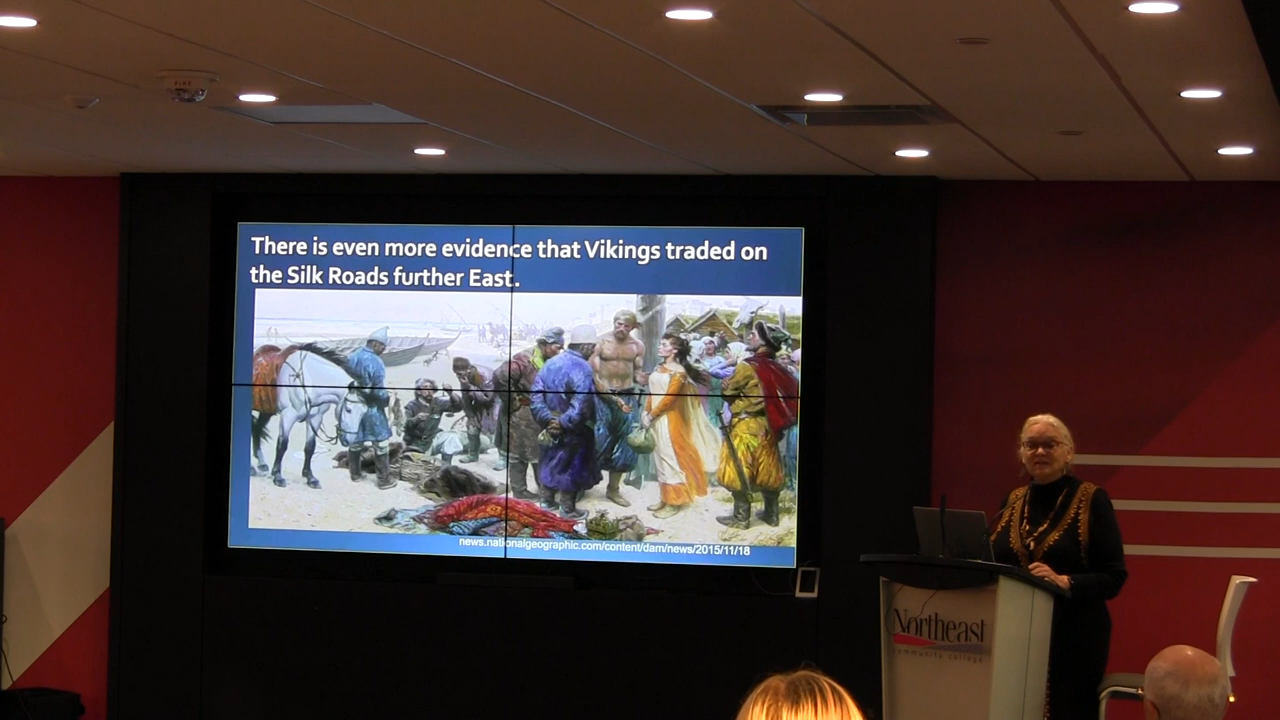 FIRE
There is even more evidence that Vikings traded on
the Silk Roads further East.
news.nationalgeographic.com/content/dam/news/2015/11/18
Northeast
community college